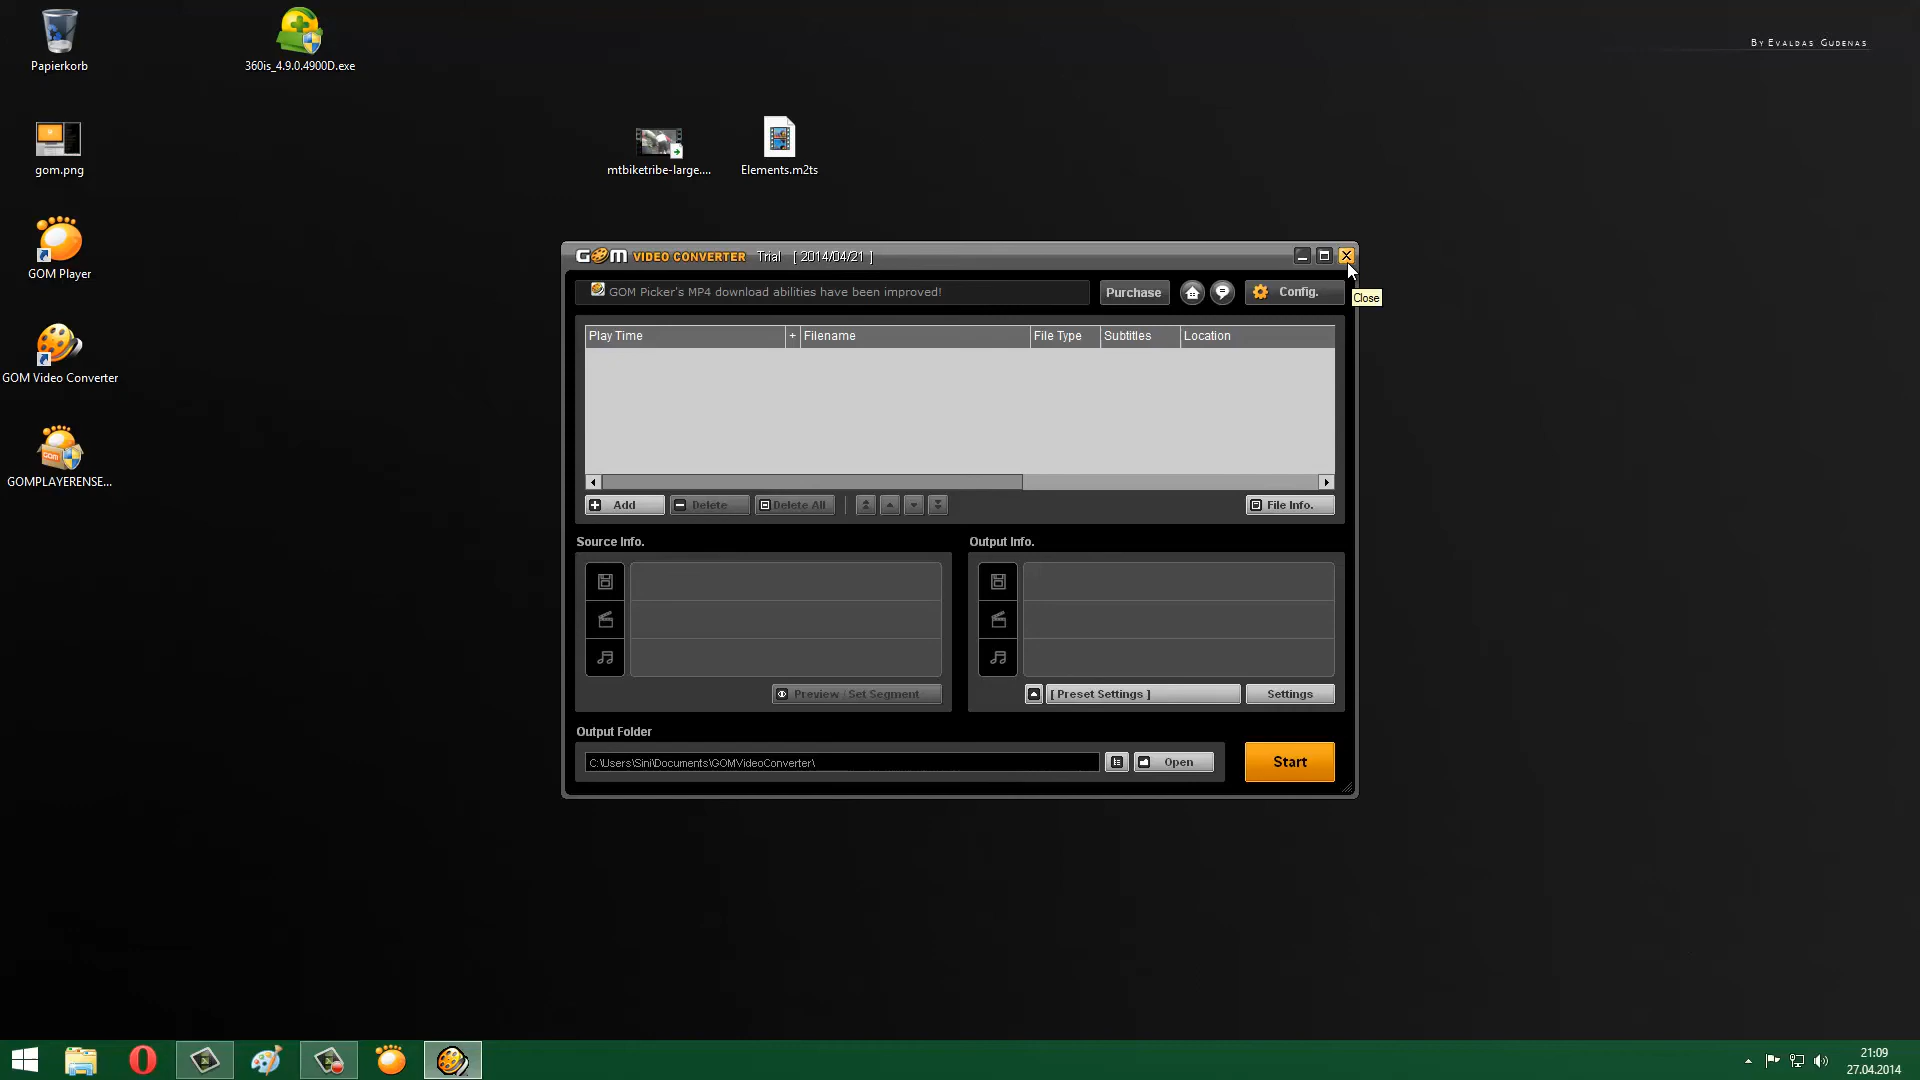 By Evaldas Gudenas
Papierkorb
360is_4.9.0.4900D.exe
gom.png
mtbiketribe-large....
Elements.m2ts
GOM Player
GOM Video Converter
GOMPLAYERENSE...
GOM VIDEO CONVERTER Trial [ 2014/04/21 ]
GOM Picker's MP4 download abilities have been improved!
Purchase
Config.
Close
Play Time + Filename File Type Subtitles Location
Add Delete Delete All File Info.
Source Info. Output Info.
Preview / Set Segment
[ Preset Settings ] Settings
Output Folder
C:\Users\Sini\Documents\GOMVideoConverter\
Open
Start
21:09
27.04.2014